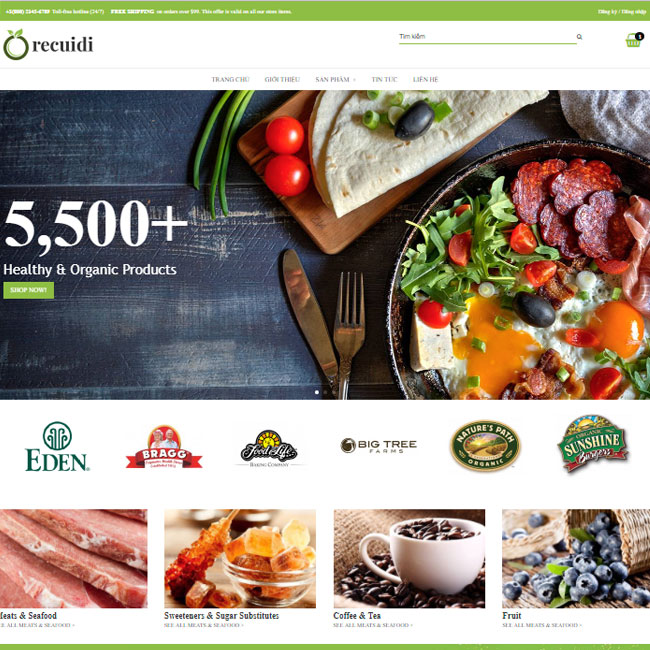 +1(888) 2345-6789 Toll-free hotline (24/7) FREE SHIPPING on orders over $99. This offer is valid on all our store items. Đăng ký / Đăng nhập
recuidi
Tìm kiếm
TRANG CHỦ GIỚI THIỆU SẢN PHẨM TIN TỨC LIÊN HỆ
5,500+
Healthy & Organic Products
SHOP NOW!
EDEN
BRAGG
Food for Life
BAKING COMPANY
BIG TREE
FARMS
NATURE'S PATH
ORGANIC
ORGANIC
SUNSHINE
Burgers
Meats & Seafood
SEE ALL MEATS & SEAFOOD
Sweeteners & Sugar Substitutes
SEE ALL MEATS & SEAFOOD
Coffee & Tea
SEE ALL MEATS & SEAFOOD
Fruit
SEE ALL MEATS & SEAFOOD